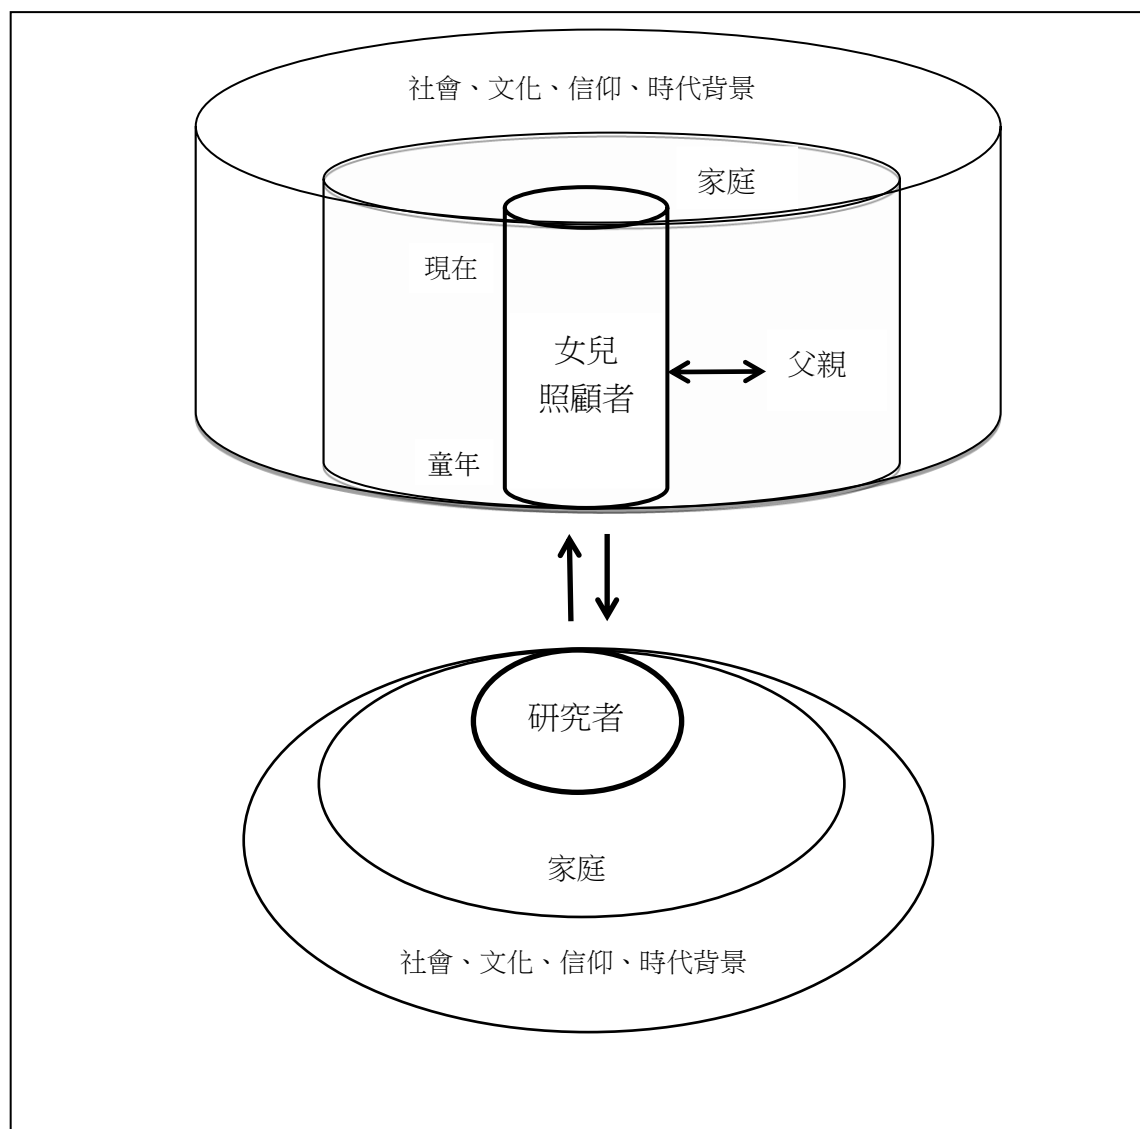 社會、文化、信仰、時代背景
家庭
現在
女兒
照顧者
父親
童年
研究者
家庭
社會、文化、信仰、時代背景